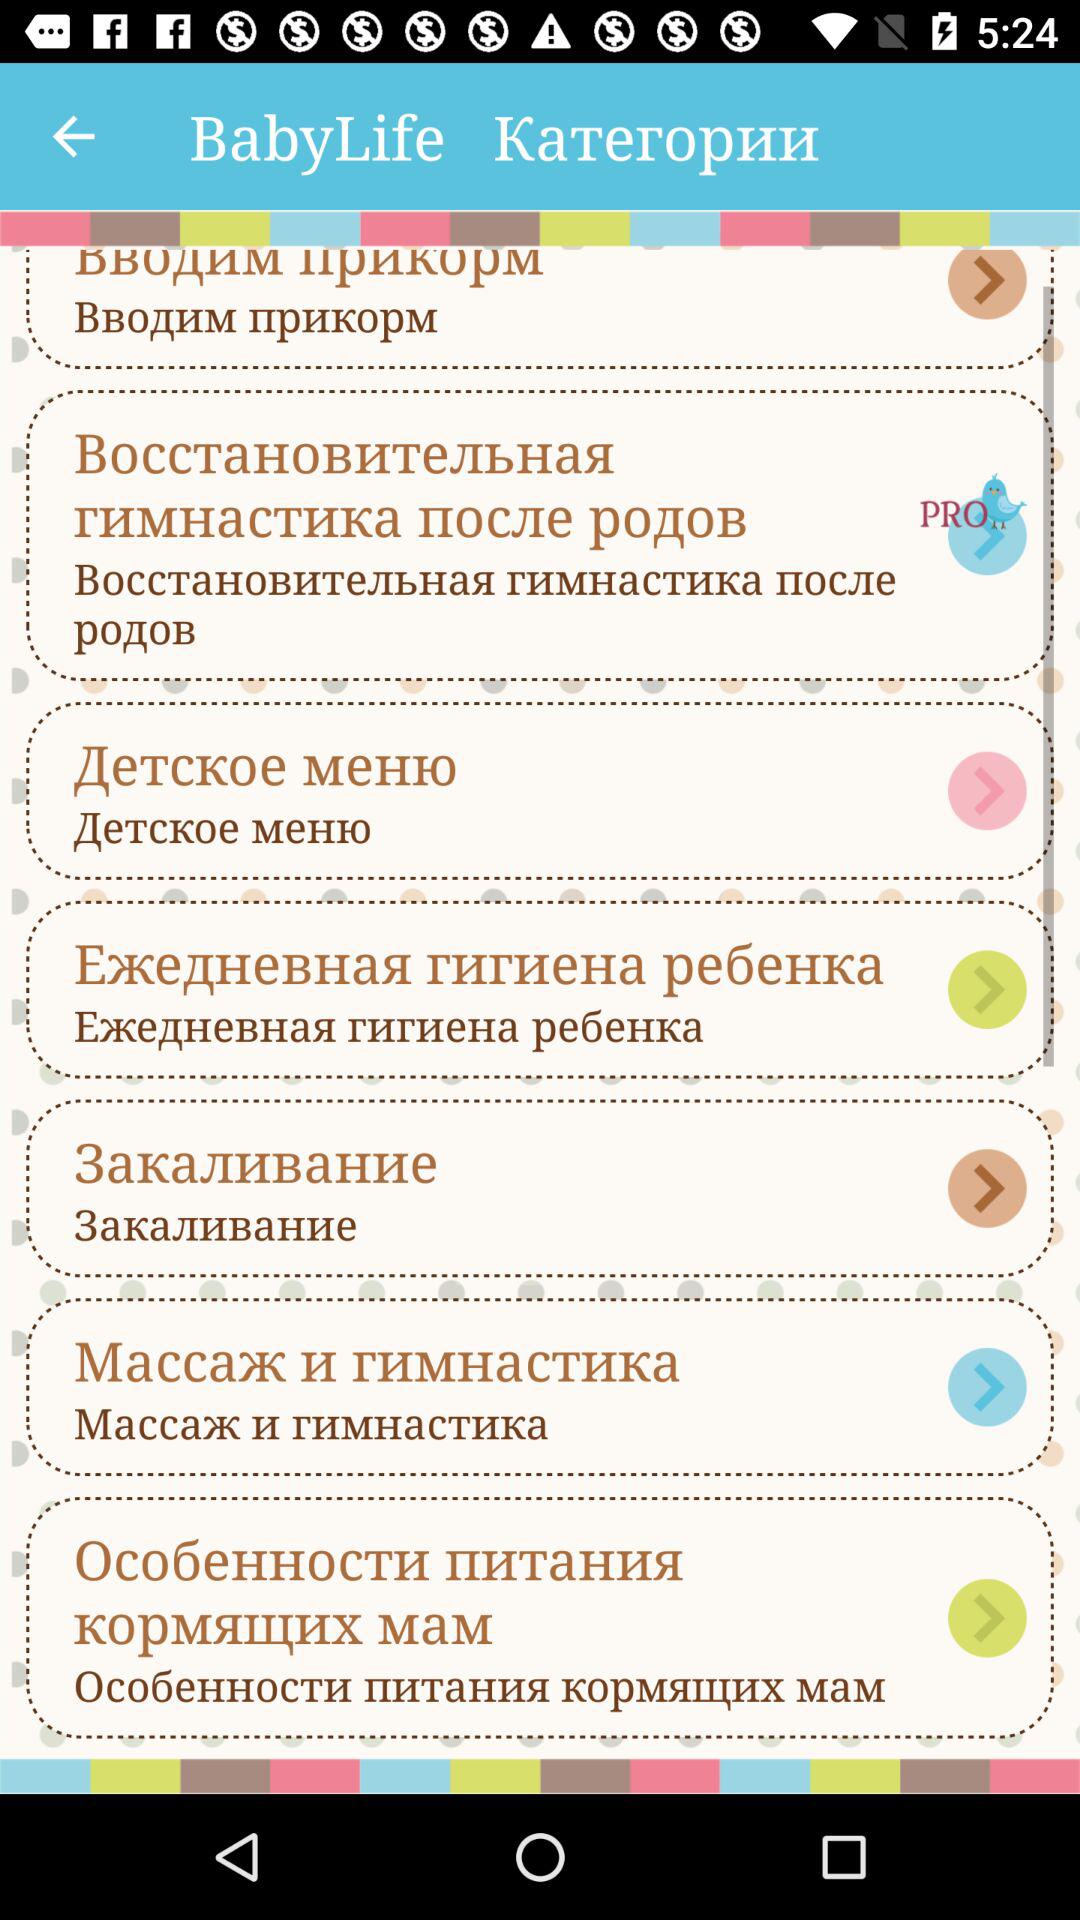 5:24
BabyLife Категории
Вводим прикорм
Вводим прикорм
Восстановительная
гимнастика после родов
PRO
Восстановительная гимнастика после
родов
Детское меню
Детское меню
Ежедневная гигиена ребенка
Ежедневная гигиена ребенка
Закаливание
Закаливание
Массаж и гимнастика
Массаж и гимнастика
Особенности питания
кормящих мам
Особенности питания кормящих мам